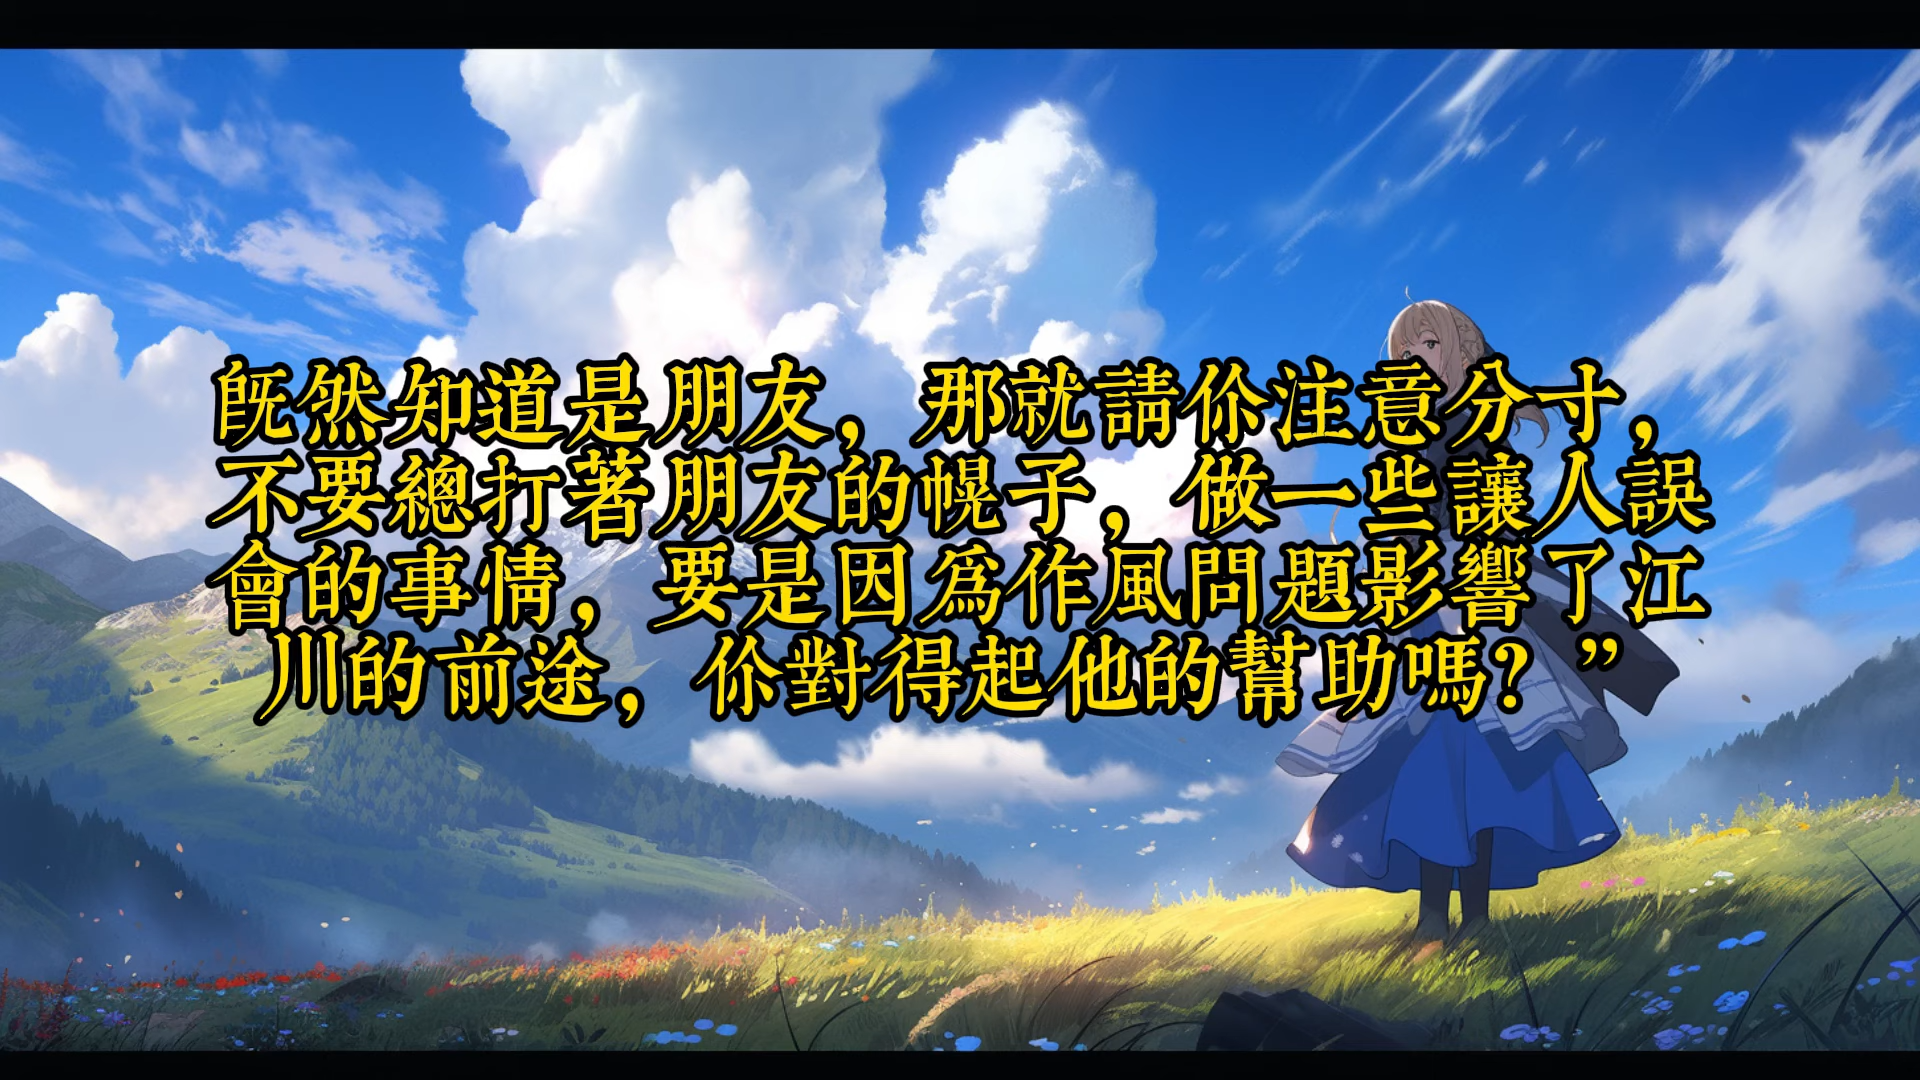 既然知道是朋友，那就請你注意分寸，
不要總打著朋友的幌子，做一些讓人誤
會的事情，要是因爲作風問題影響了江
川的前途，你對得起他的幫助嗎？”